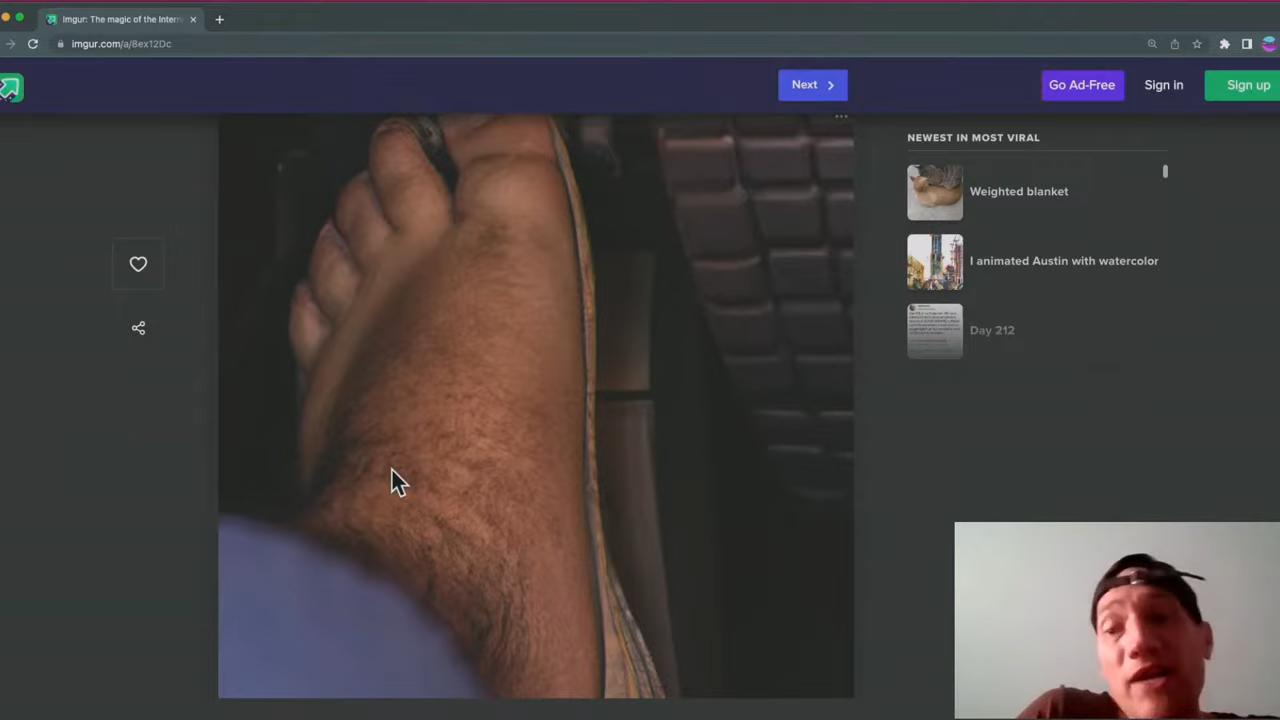 Imgur: The magic of the Intern
imgur.com/a/8ex12Dc
Next
Go Ad-Free
Sign in
Sign up
NEWEST IN MOST VIRAL
Weighted blanket
I animated Austin with watercolor
Day 212